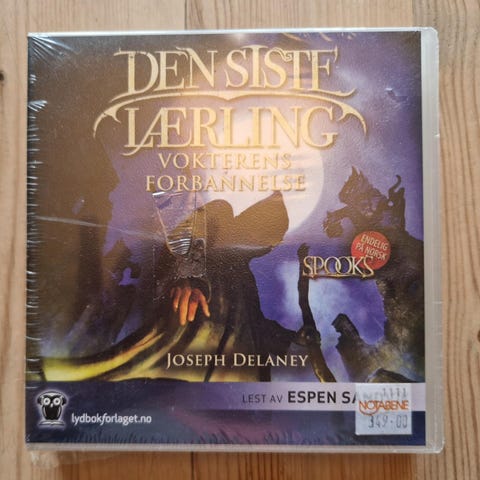 DEN SISTE
LÆRLING
VOKTERENS
FORBANNELSE
ENDELIG
PÅ NORSK
SPOOKS
JOSEPH DELANEY
LEST AV ESPEN
1111
NOTABENE
349.00
lydbokforlaget.no